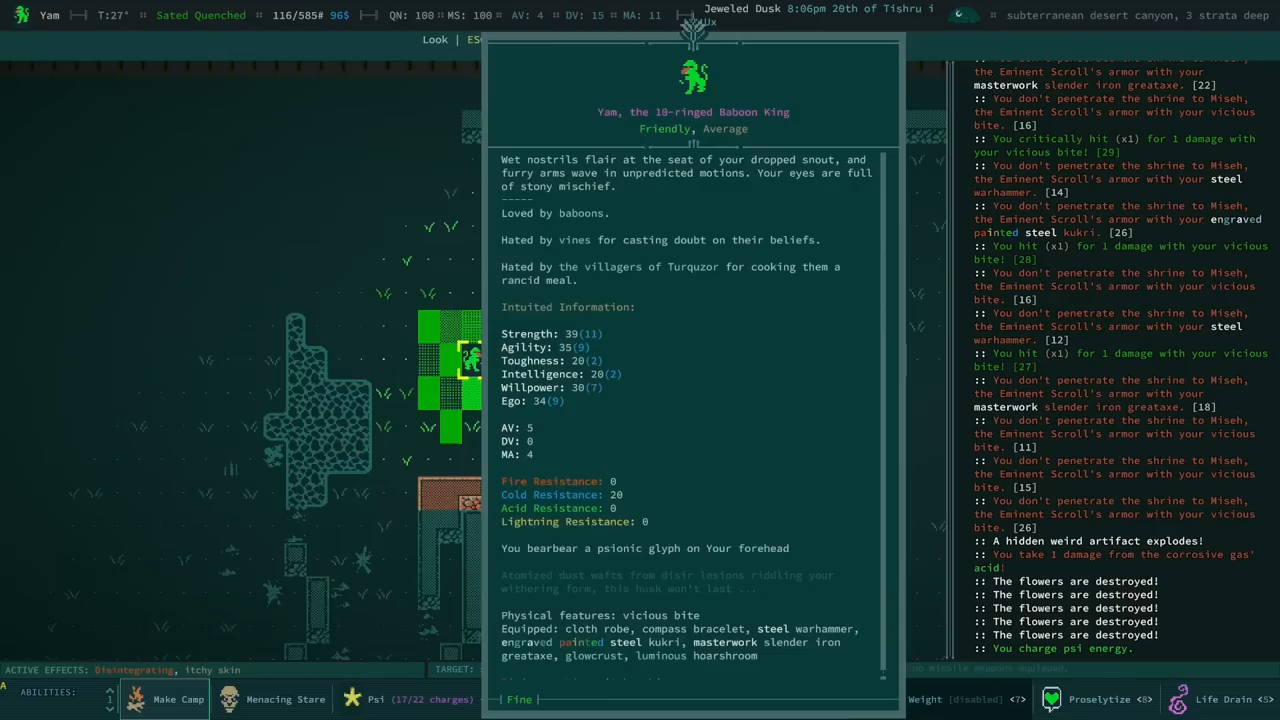 Yam T:27° Sated Quenched 116/585# 96$ QN: 100 MS: 100 AV: 4 DV: 15 MA: 11 Jeweled Dusk 8:06pm 20th of Tishru i Ux subterranean desert canyon, 3 strata deep
Look | ESC
Yam, the 10-ringed Baboon King
Friendly, Average
Wet nostrils flair at the seat of your dropped snout, and
furry arms wave in unpredicted motions. Your eyes are full
of stony mischief.
-----
Loved by baboons.
Hated by vines for casting doubt on their beliefs.
Hated by the villagers of Turquzor for cooking them a
rancid meal.
Intuited Information:
Strength: 39(11)
Agility: 35(9)
Toughness: 20(2)
Intelligence: 20(2)
Willpower: 30(7)
Ego: 34(9)
AV: 5
DV: 0
MA: 4
Fire Resistance: 0
Cold Resistance: 20
Acid Resistance: 0
Lightning Resistance: 0
You bearbear a psionic glyph on Your forehead
Atomized dust wafts from disir lesions riddling your
withering form, this husk won't last ...
Physical features: vicious bite
Equipped: cloth robe, compass bracelet, steel warhammer,
engraved painted steel kukri, masterwork slender iron
greataxe, glowcrust, luminous hoarshroom
Fine
:: You don't penetrate the shrine to Miseh,
the Eminent Scroll's armor with your
masterwork slender iron greataxe. [22]
:: You don't penetrate the shrine to Miseh,
the Eminent Scroll's armor with your vicious
bite. [16]
:: You critically hit (x1) for 1 damage with
your vicious bite! [29]
:: You don't penetrate the shrine to Miseh,
the Eminent Scroll's armor with your steel
warhammer. [14]
:: You don't penetrate the shrine to Miseh,
the Eminent Scroll's armor with your engraved
painted steel kukri. [26]
:: You hit (x1) for 1 damage with your vicious
bite! [28]
:: You don't penetrate the shrine to Miseh,
the Eminent Scroll's armor with your vicious
bite. [16]
:: You don't penetrate the shrine to Miseh,
the Eminent Scroll's armor with your steel
warhammer. [12]
:: You hit (x1) for 1 damage with your vicious
bite! [27]
:: You don't penetrate the shrine to Miseh,
the Eminent Scroll's armor with your
masterwork slender iron greataxe. [18]
:: You don't penetrate the shrine to Miseh,
the Eminent Scroll's armor with your vicious
bite. [11]
:: You don't penetrate the shrine to Miseh,
the Eminent Scroll's armor with your vicious
bite. [15]
:: You don't penetrate the shrine to Miseh,
the Eminent Scroll's armor with your vicious
bite. [26]
:: A hidden weird artifact explodes!
:: You take 1 damage from the corrosive gas'
acid!
:: The flowers are destroyed!
:: The flowers are destroyed!
:: The flowers are destroyed!
:: The flowers are destroyed!
:: The flowers are destroyed!
:: You charge psi energy.
ACTIVE EFFECTS: Disintegrating, itchy skin TARGET: no missile weapons equipped.
A ABILITIES: 1 Make Camp Menacing Stare Psi (17/22 charges) Weight [disabled] <7> Proselytize <8> Life Drain <5>